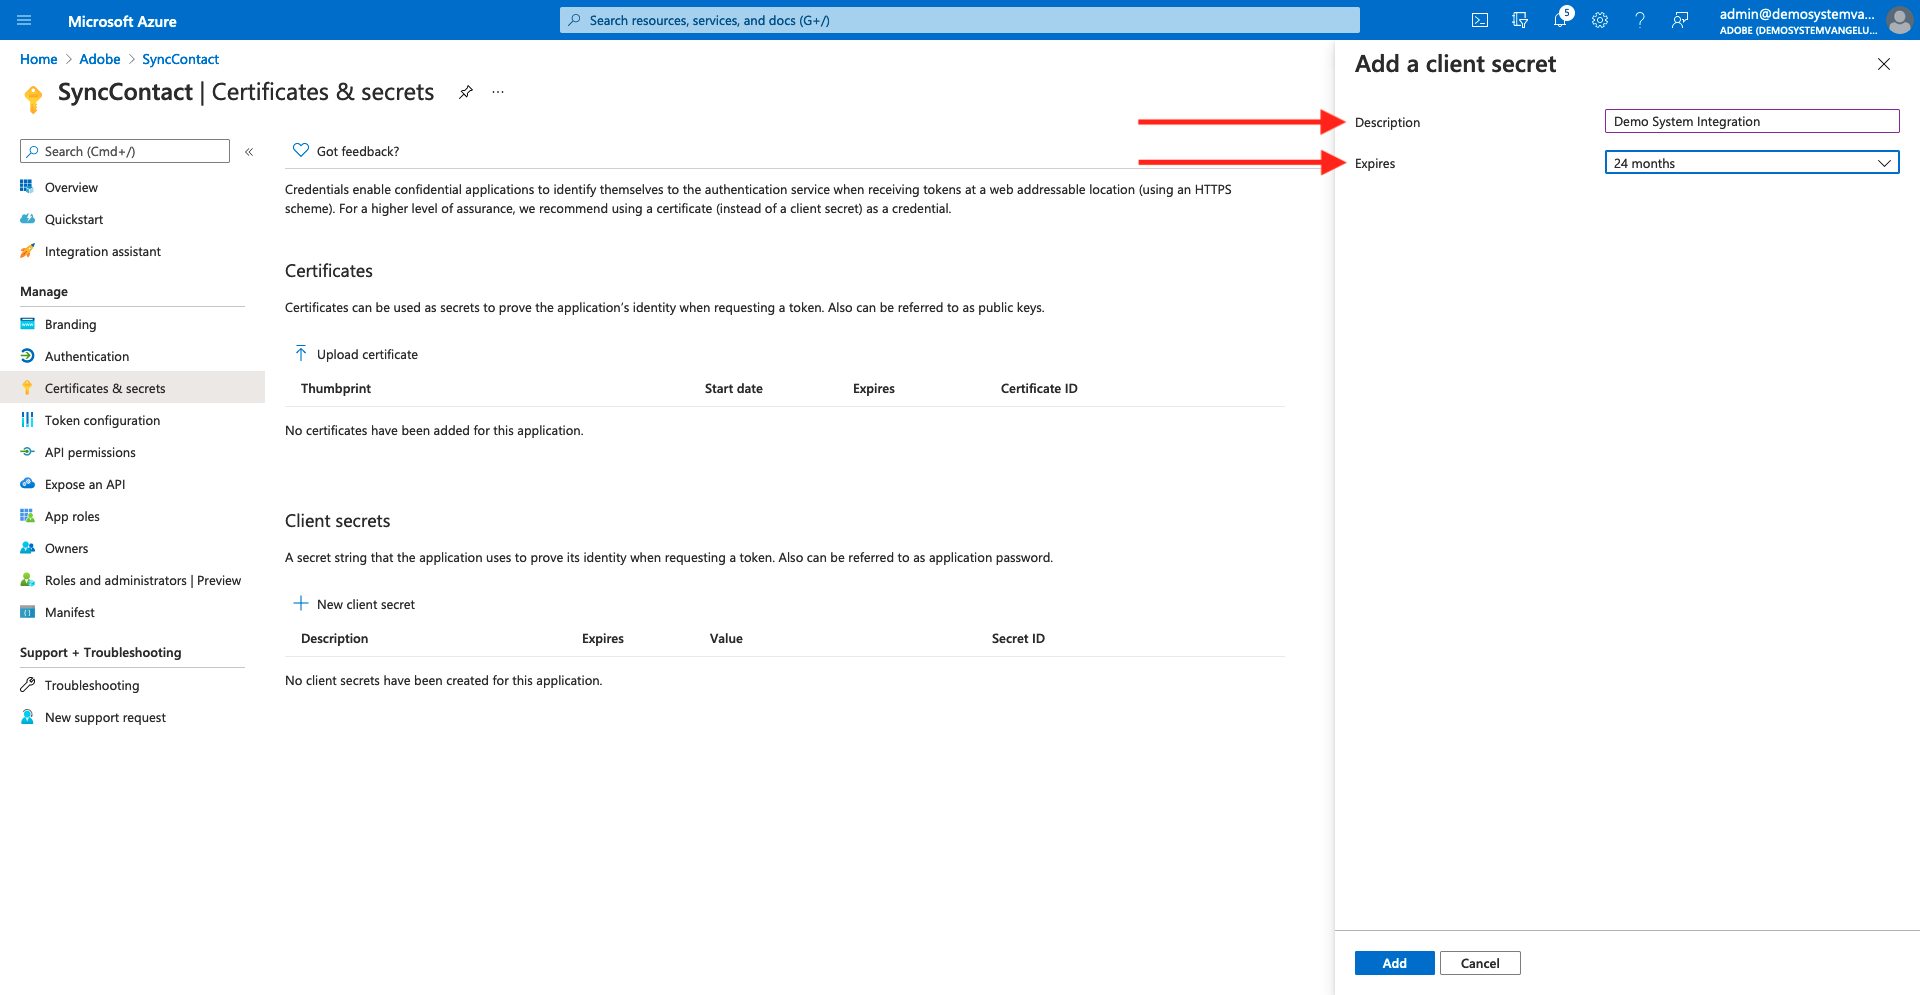 Microsoft Azure
Search resources, services, and docs (G+/)
5
admin@demosystemva...
ADOBE (DEMOSYSTEMVANGELU...
Home > Adobe > SyncContact
SyncContact | Certificates & secrets
...
Search (Cmd+/)
«
Overview
Quickstart
Integration assistant
Manage
Branding
Authentication
Certificates & secrets
Token configuration
API permissions
Expose an API
App roles
Owners
Roles and administrators | Preview
Manifest
Support + Troubleshooting
Troubleshooting
New support request
Got feedback?
Credentials enable confidential applications to identify themselves to the authentication service when receiving tokens at a web addressable location (using an HTTPS
scheme). For a higher level of assurance, we recommend using a certificate (instead of a client secret) as a credential.
Certificates
Certificates can be used as secrets to prove the application's identity when requesting a token. Also can be referred to as public keys.
Upload certificate
Thumbprint Start date Expires Certificate ID
No certificates have been added for this application.
Client secrets
A secret string that the application uses to prove its identity when requesting a token. Also can be referred to as application password.
New client secret
Description Expires Value Secret ID
No client secrets have been created for this application.
Add a client secret
Description Demo System Integration
Expires 24 months
Add Cancel